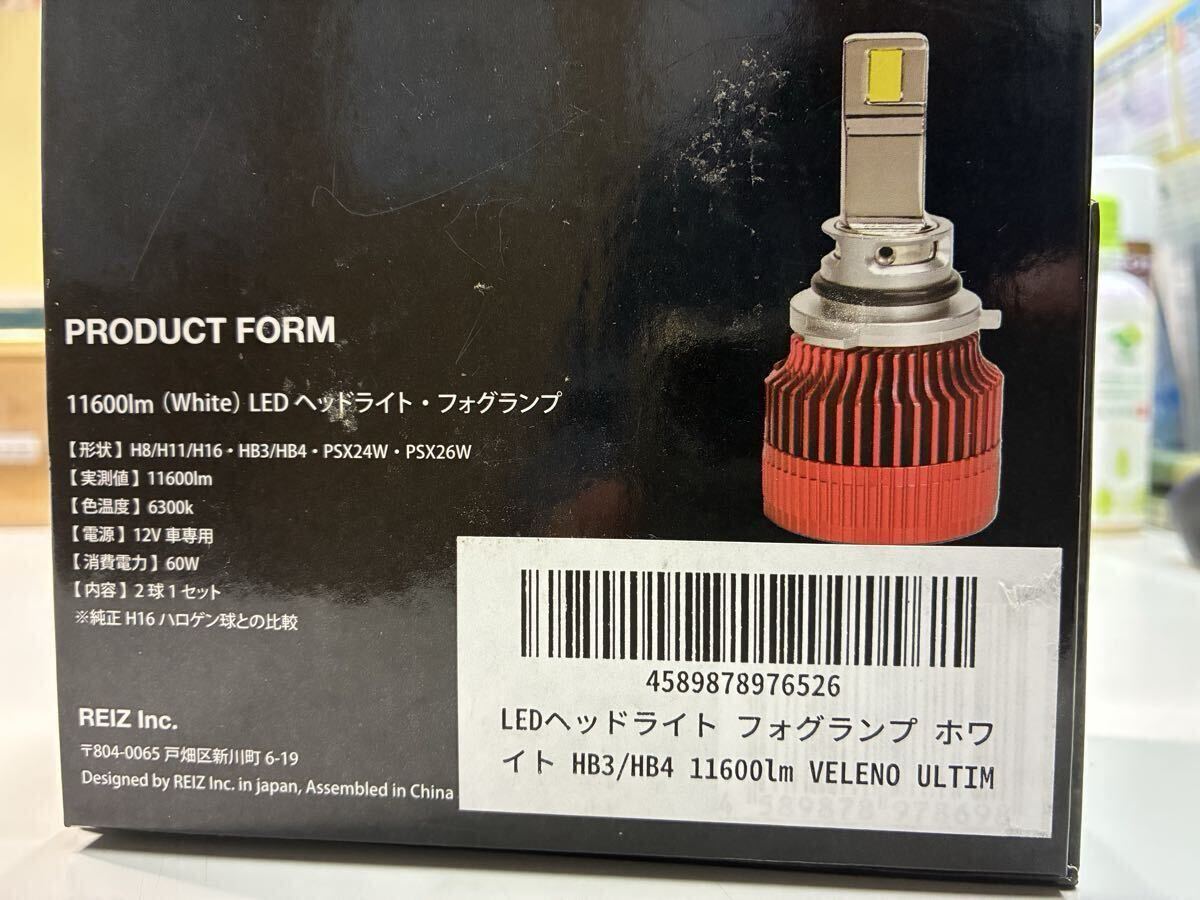 PRODUCT FORM
11600lm（White）LED ヘッドライト・フォグランプ
【形状】H8/H11/H16・HB3/HB4・PSX24W・PSX26W
【実測値】11600lm
【色温度】6300k
【電源】12V 車専用
【消費電力】60W
【内容】2 球 1 セット
※純正 H16 ハロゲン球との比較
REIZ Inc.
〒804-0065 戸畑区新川町 6-19
Designed by REIZ Inc. in japan, Assembled in China
4589878976526
LEDヘッドライト フォグランプ ホワ
イト HB3/HB4 11600lm VELENO ULTIM
4589878978698